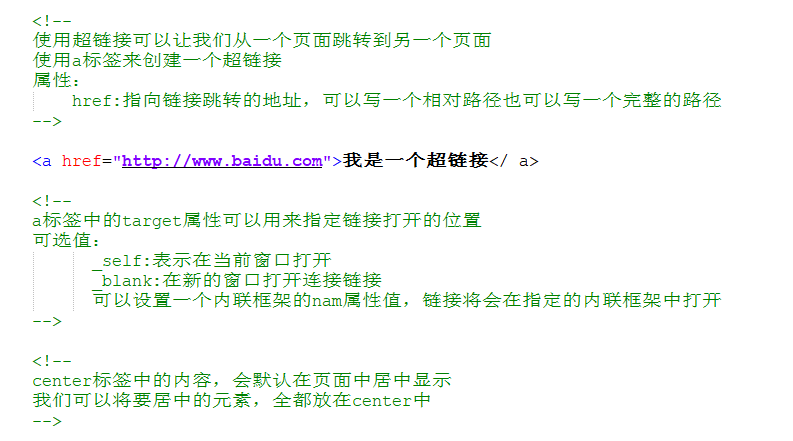 <!--
使用超链接可以让我们从一个页面跳转到另一个页面
使用a标签来创建一个超链接
属性:
href:指向链接跳转的地址，可以写一个相对路径也可以写一个完整的路径
-->
<a href="http://www.baidu.com">我是一个超链接</ a>
<!--
a标签中的target属性可以用来指定链接打开的位置
可选值:
_self:表示在当前窗口打开
_blank:在新的窗口打开连接链接
可以设置一个内联框架的nam属性值，链接将会在指定的内联框架中打开
-->
<!--
center标签中的内容，会默认在页面中居中显示
我们可以将要居中的元素，全都放在center中
-->